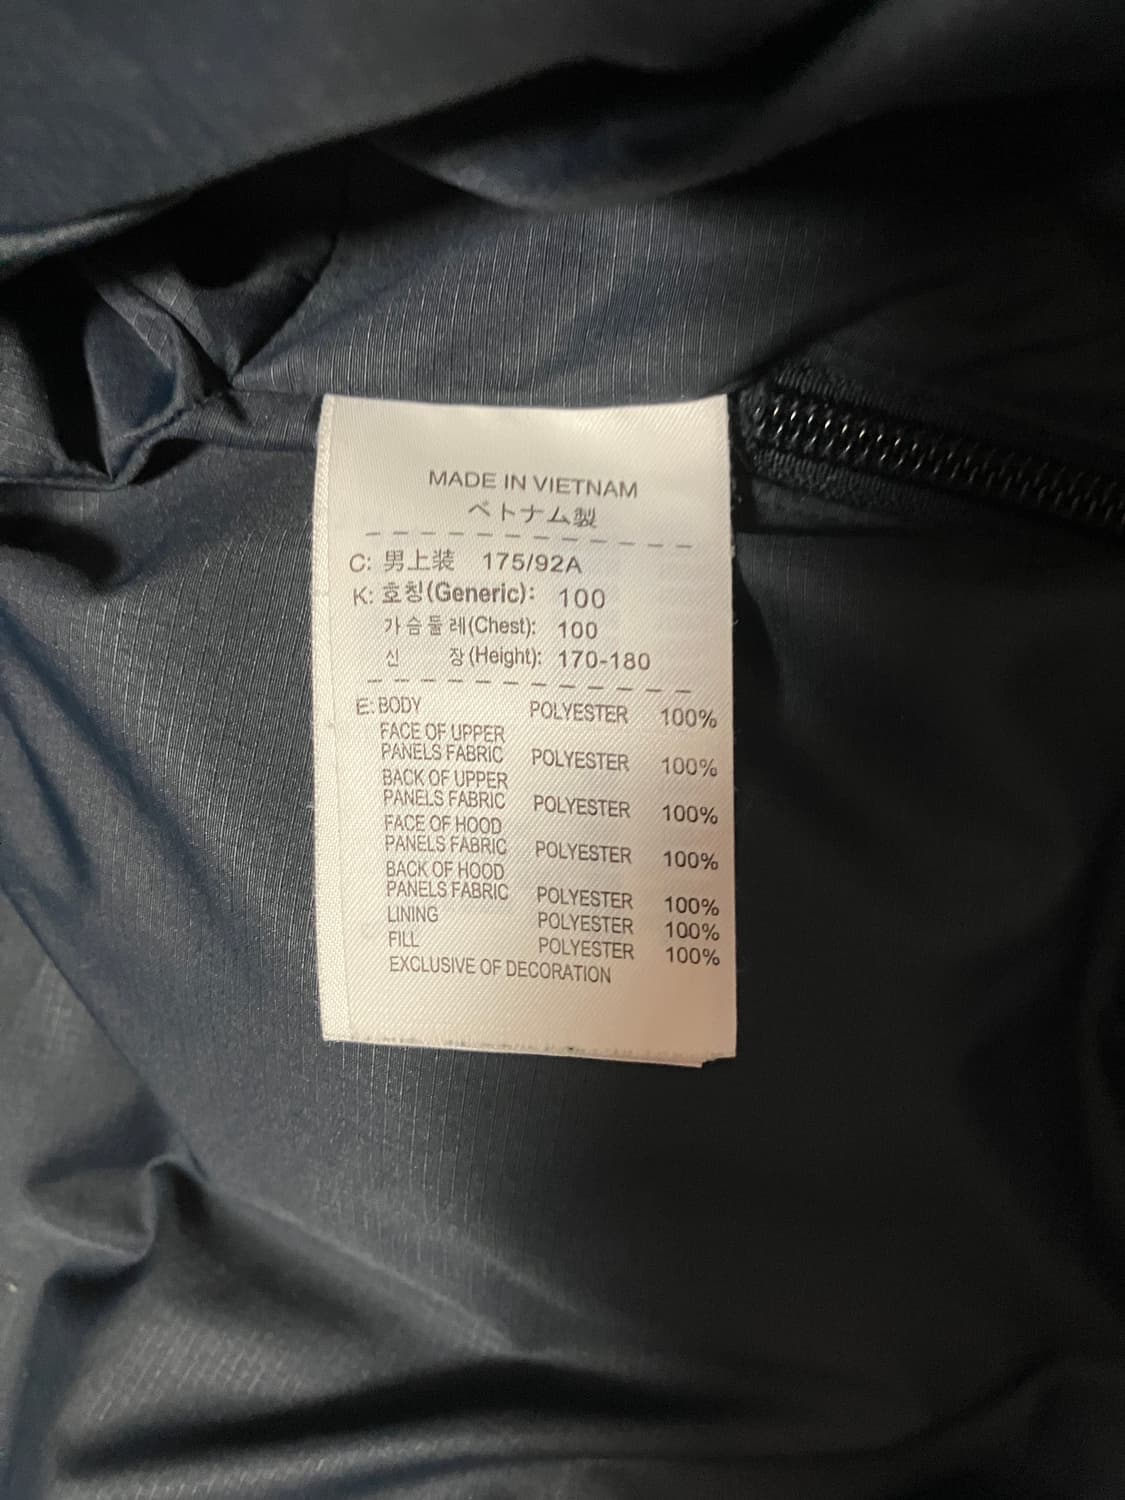 MADE IN VIETNAM
ベトナム製
C: 男上装 175/92A
K: 호칭(Generic): 100
가슴둘레(Chest): 100
신 장(Height): 170-180
E: BODY POLYESTER 100%
FACE OF UPPER
PANELS FABRIC POLYESTER 100%
BACK OF UPPER
PANELS FABRIC POLYESTER 100%
FACE OF HOOD
PANELS FABRIC POLYESTER 100%
BACK OF HOOD
PANELS FABRIC POLYESTER 100%
LINING POLYESTER 100%
FILL POLYESTER 100%
EXCLUSIVE OF DECORATION